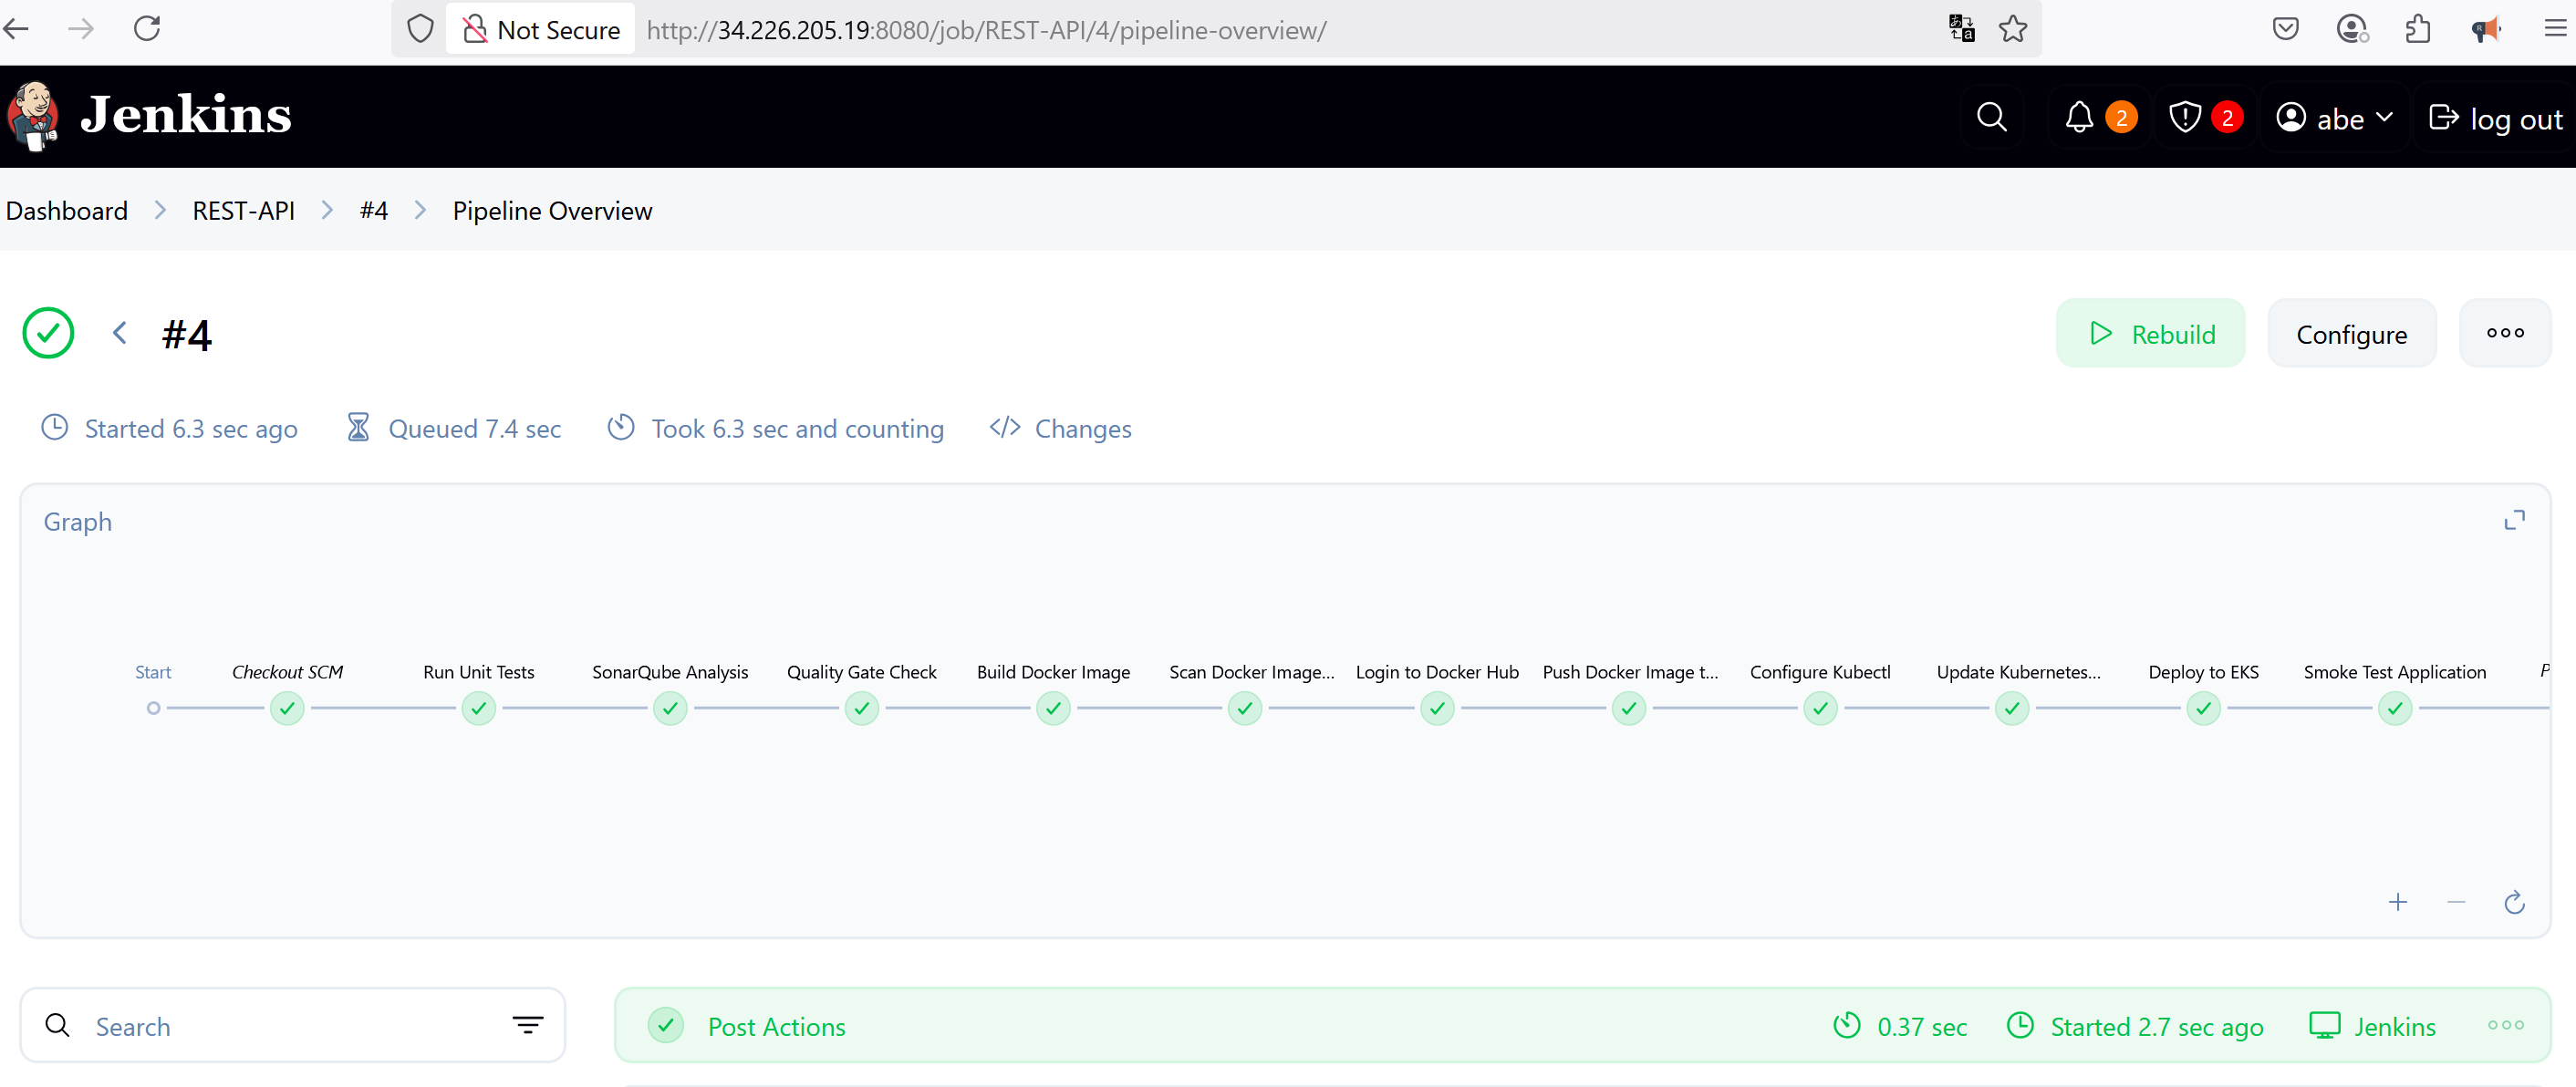 Not Secure http://34.226.205.19:8080/job/REST-API/4/pipeline-overview/
Jenkins 2 2 abe log out
Dashboard REST-API #4 Pipeline Overview
#4 Rebuild Configure
Started 6.3 sec ago Queued 7.4 sec Took 6.3 sec and counting Changes
Graph
Start Checkout SCM Run Unit Tests SonarQube Analysis Quality Gate Check Build Docker Image Scan Docker Image... Login to Docker Hub Push Docker Image t... Configure Kubectl Update Kubernetes... Deploy to EKS Smoke Test Application P
Search Post Actions 0.37 sec Started 2.7 sec ago Jenkins